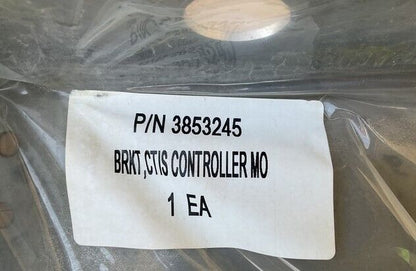 P/N 3853245
BRKT,CTIS CONTROLLER MO
1 EA